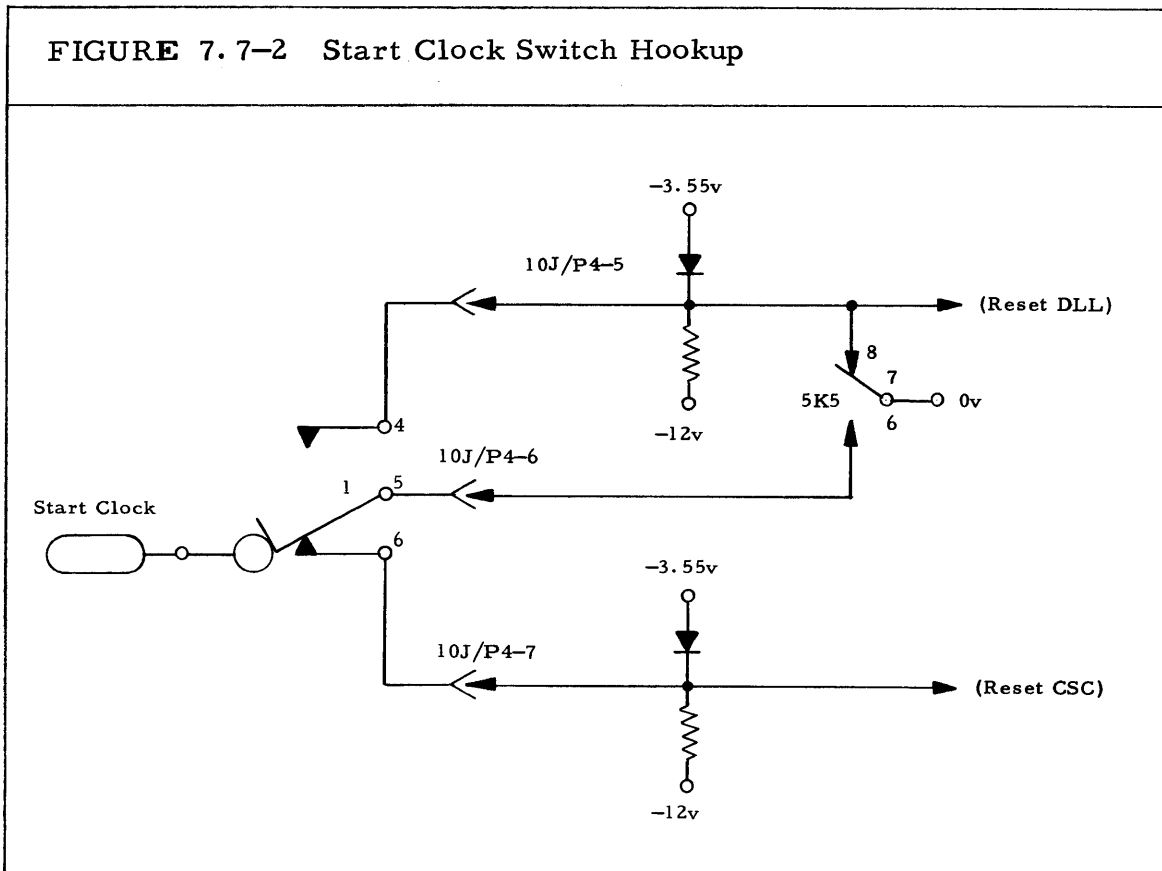 FIGURE 7.7-2 Start Clock Switch Hookup
-3.55v
10J/P4-5
(Reset DLL)
8
7
5K5
0v
6
-12v
4
10J/P4-6
1
5
Start Clock
6
-3.55v
10J/P4-7
(Reset CSC)
-12v